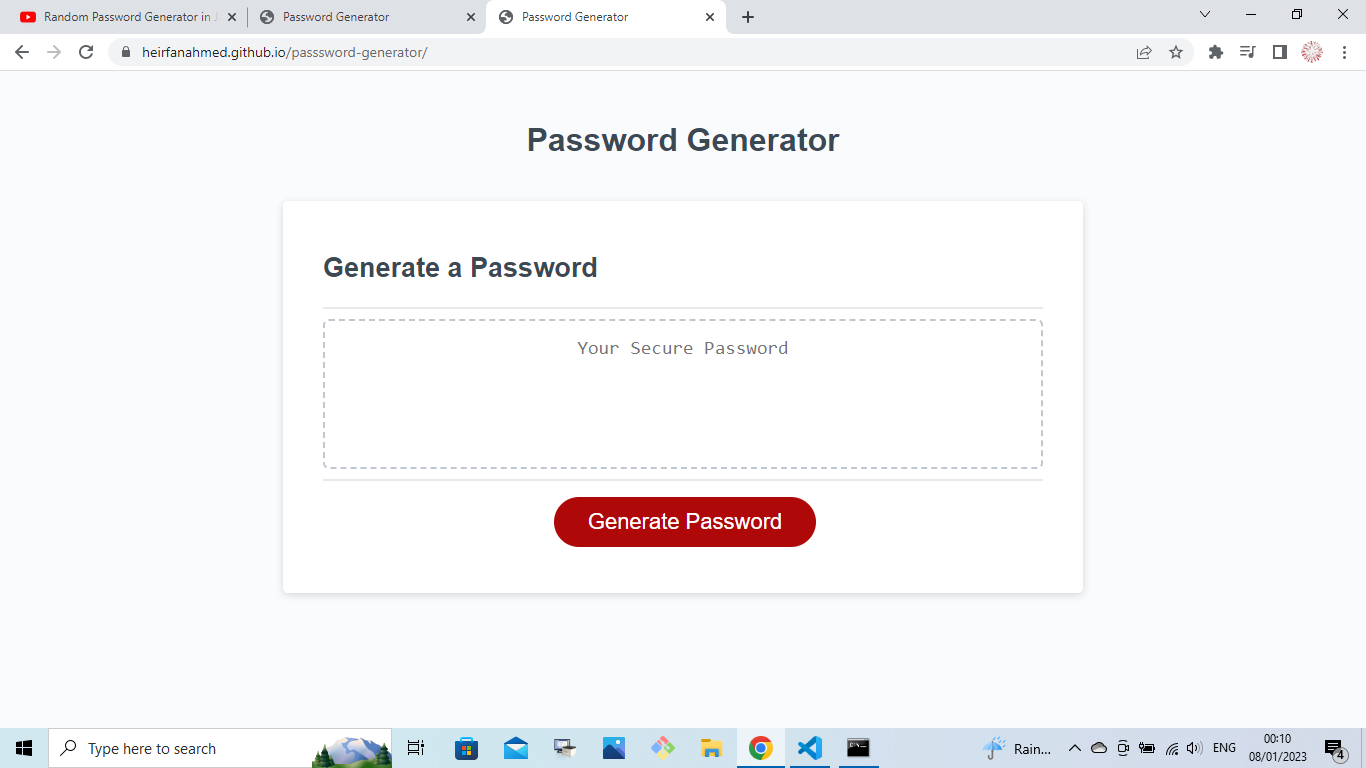 Random Password Generator in J
Password Generator
Password Generator
heirfanahmed.github.io/passsword-generator/
Password Generator
Generate a Password
Your Secure Password
Generate Password
Type here to search
Rain...
ENG
00:10
08/01/2023
4